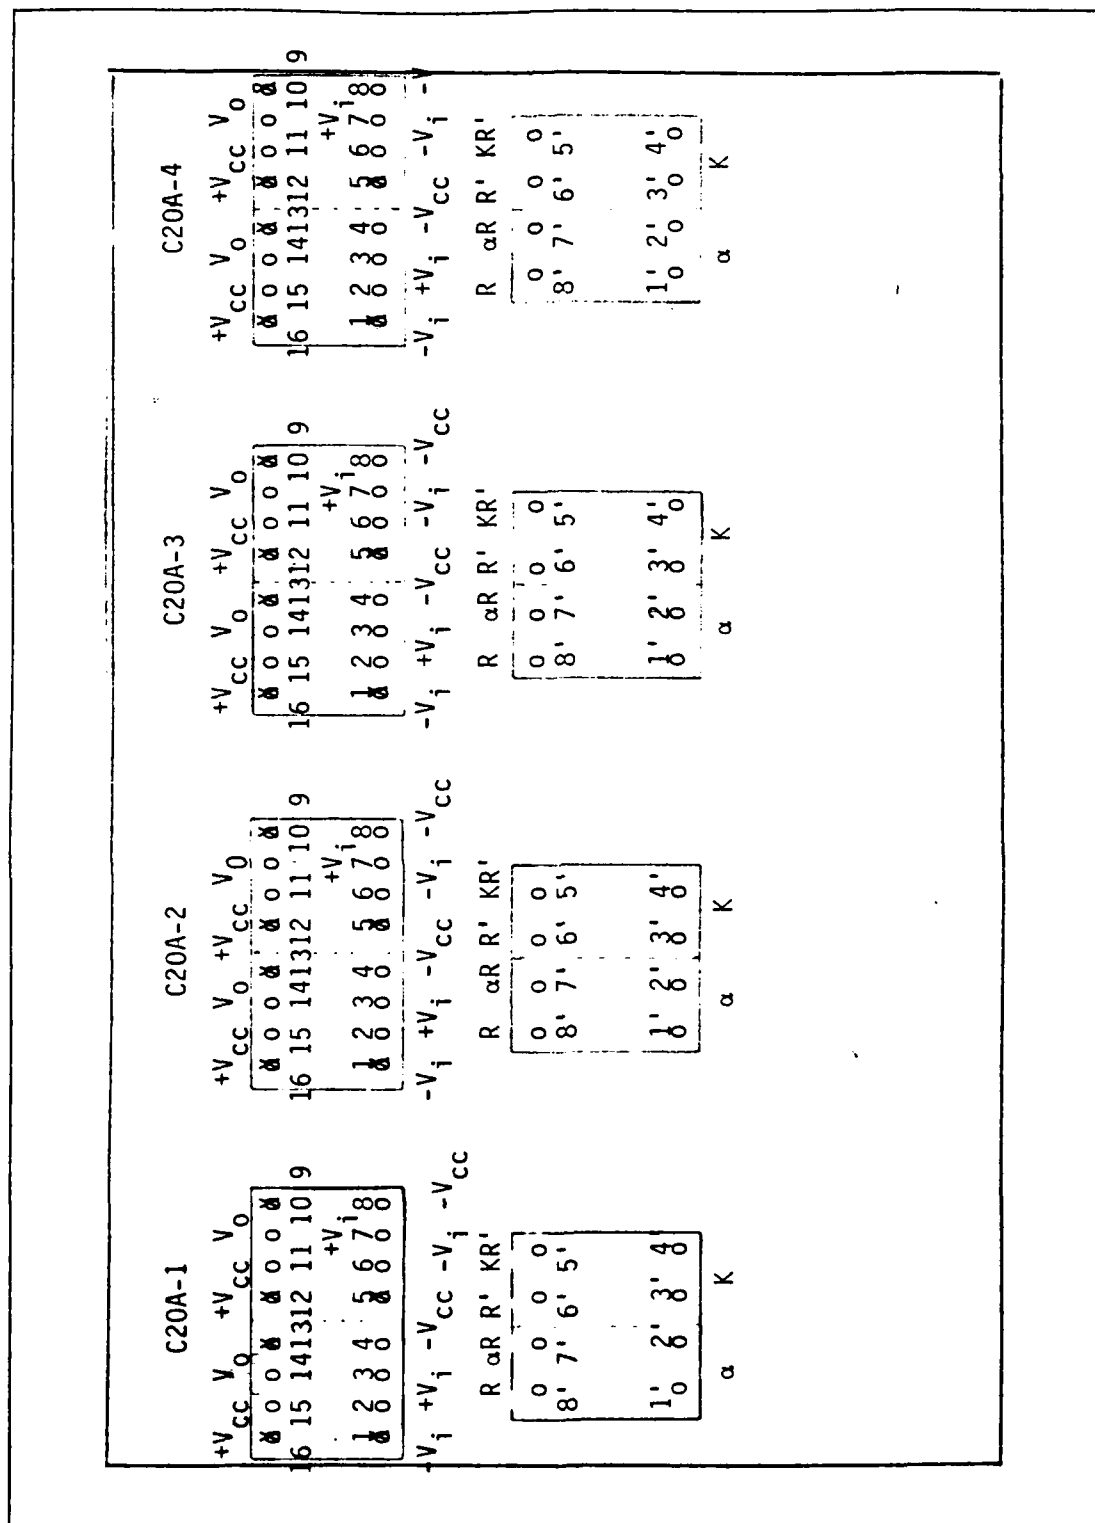 C20A-1
+Vcc Vo +Vcc Vo
16 15 14 13 12 11 10 9
+Vi
1 2 3 4 5 6 7 8
-Vi +Vi -Vcc -Vi -Vcc
R αR R' KR'
8' 7' 6' 5'
1' 2' 3' 4'
α K
C20A-2
+Vcc Vo +Vcc Vo
16 15 14 13 12 11 10 9
+Vi
1 2 3 4 5 6 7 8
-Vi +Vi -Vcc -Vi -Vcc
R αR R' KR'
8' 7' 6' 5'
1' 2' 3' 4'
α K
C20A-3
+Vcc Vo +Vcc Vo
16 15 14 13 12 11 10 9
+Vi
1 2 3 4 5 6 7 8
-Vi +Vi -Vcc -Vi -Vcc
R αR R' KR'
8' 7' 6' 5'
1' 2' 3' 4'
α K
C20A-4
+Vcc Vo +Vcc Vo
16 15 14 13 12 11 10 9
+Vi
1 2 3 4 5 6 7 8
-Vi +Vi -Vcc -Vi -
R αR R' KR'
8' 7' 6' 5'
1' 2' 3' 4'
α K